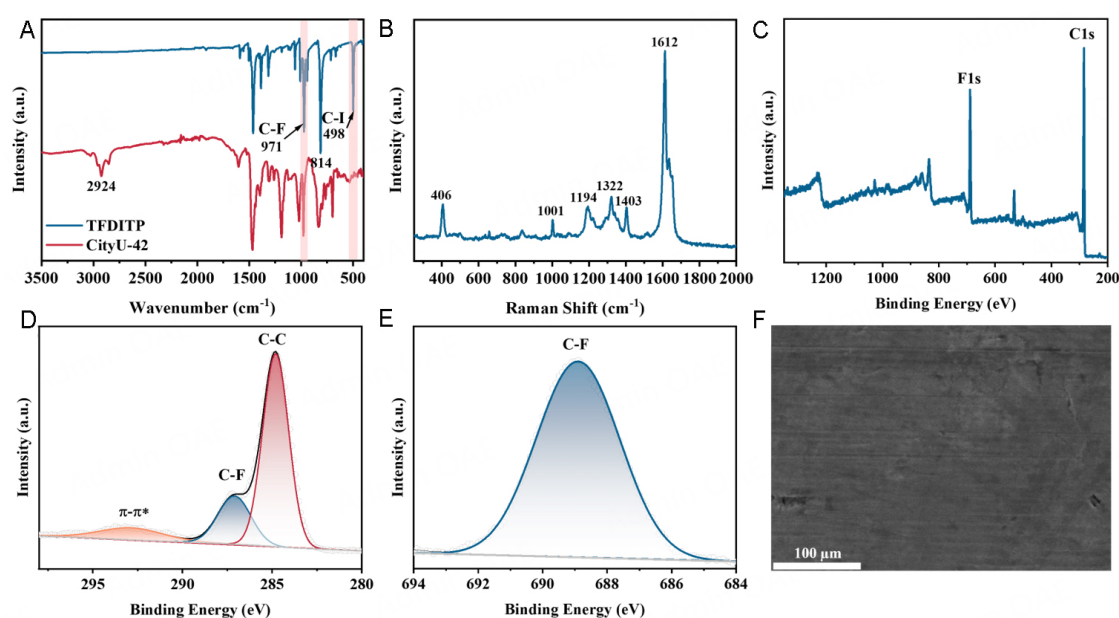 A
Intensity (a.u.)
C-F
971
C-I
498
814
2924
TFDITP
CityU-42
3500 3000 2500 2000 1500 1000 500
Wavenumber (cm⁻¹)
B
Intensity (a.u.)
406
1001
1194
1322
1403
1612
400 600 800 1000 1200 1400 1600 1800 2000
Raman Shift (cm⁻¹)
C
Intensity (a.u.)
F1s
C1s
1200 1000 800 600 400 200
Binding Energy (eV)
D
Intensity (a.u.)
π-π*
C-F
C-C
295 290 285 280
Binding Energy (eV)
E
Intensity (a.u.)
C-F
694 692 690 688 686 684
Binding Energy (eV)
F
100 μm